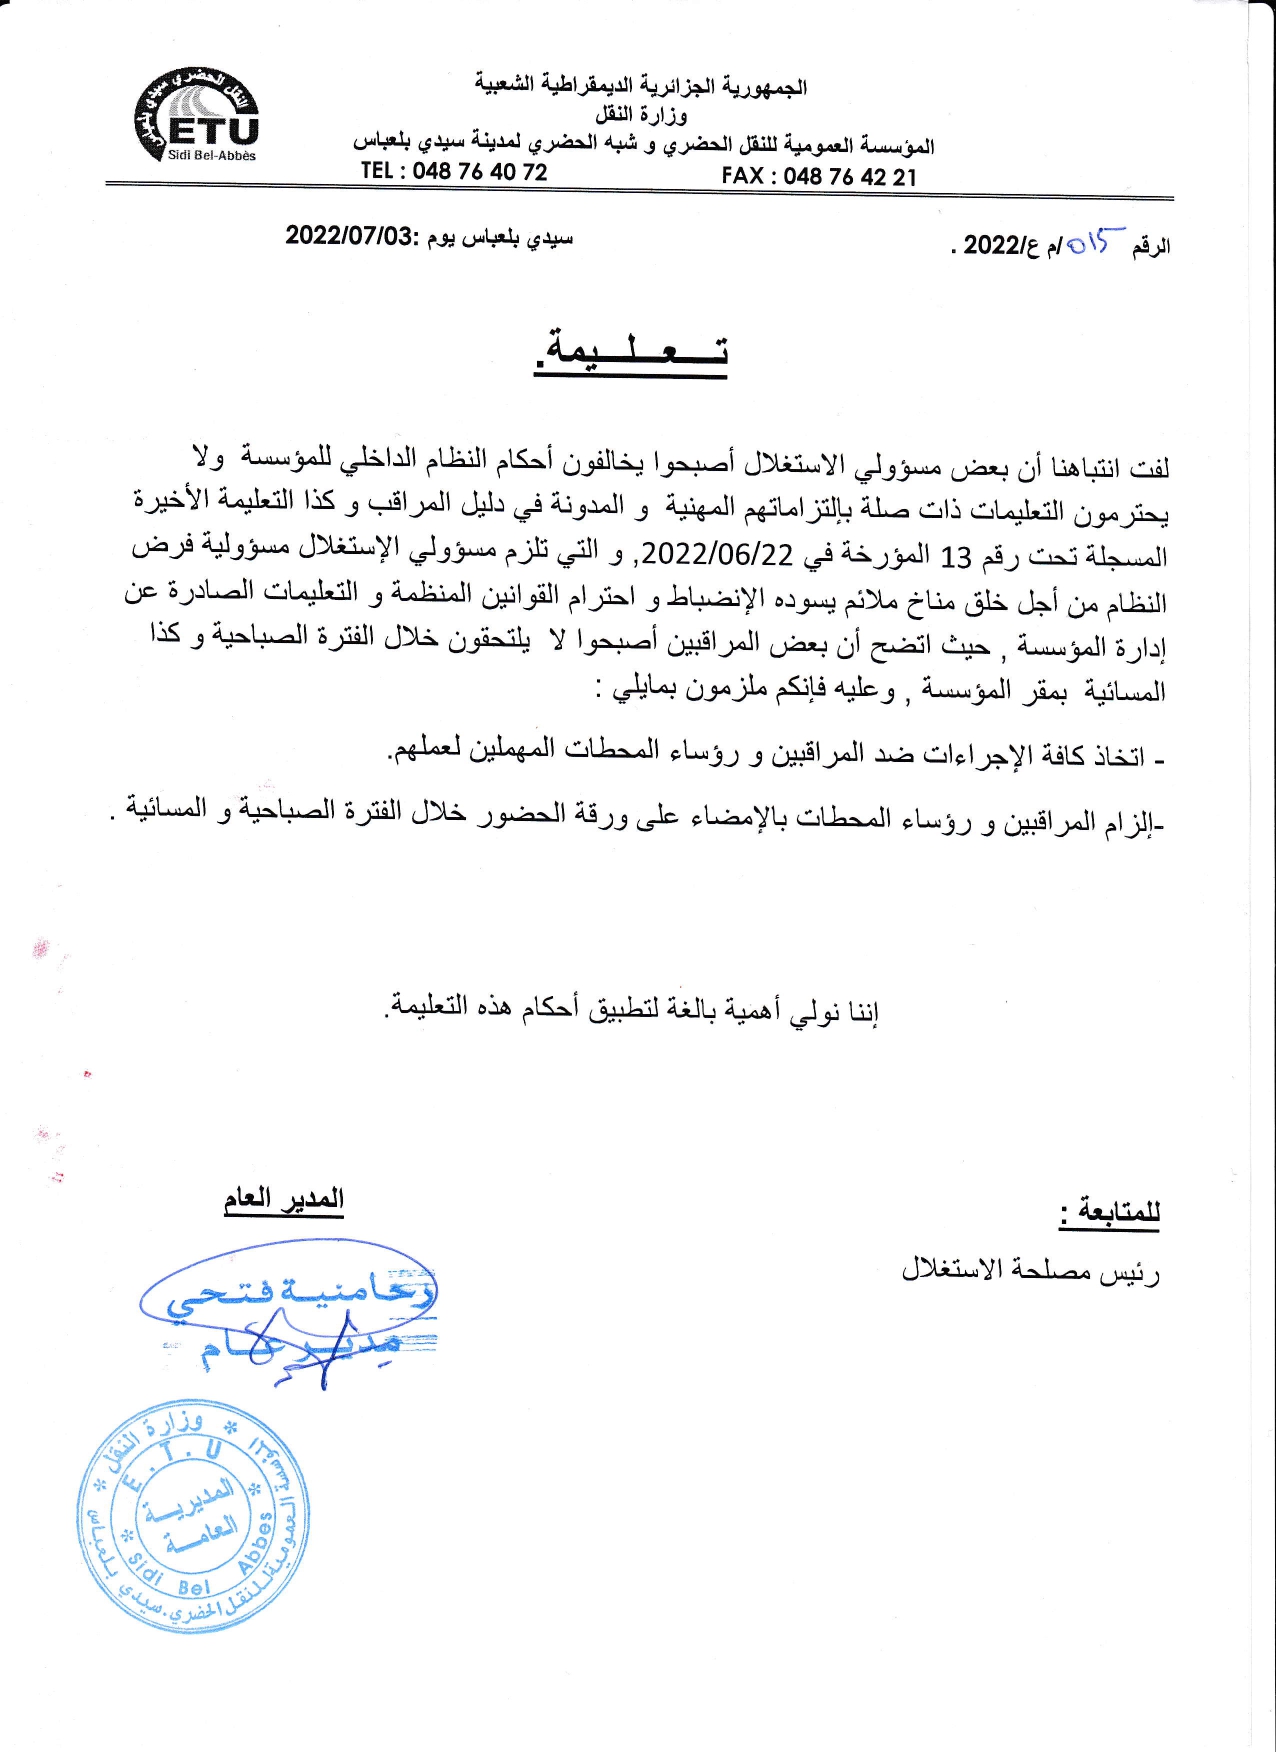 النقل الحضري سيدي بلعباس
ETU
Sidi Bel-Abbès
الجمهورية الجزائرية الديمقراطية الشعبية
وزارة النقل
المؤسسة العمومية للنقل الحضري و شبه الحضري لمدينة سيدي بلعباس
TEL : 048 76 40 72 FAX : 048 76 42 21
الرقم 015/م ع/2022 . سيدي بلعباس يوم :2022/07/03
تـــعـــلـــيمة.
لفت انتباهنا أن بعض مسؤولي الاستغلال أصبحوا يخالفون أحكام النظام الداخلي للمؤسسة ولا
يحترمون التعليمات ذات صلة بإلتزاماتهم المهنية و المدونة في دليل المراقب و كذا التعليمة الأخيرة
المسجلة تحت رقم 13 المؤرخة في 2022/06/22, و التي تلزم مسؤولي الإستغلال مسؤولية فرض
النظام من أجل خلق مناخ ملائم يسوده الإنضباط و احترام القوانين المنظمة و التعليمات الصادرة عن
إدارة المؤسسة , حيث اتضح أن بعض المراقبين أصبحوا لا يلتحقون خلال الفترة الصباحية و كذا
المسائية بمقر المؤسسة , وعليه فإنكم ملزمون بمايلي :
- اتخاذ كافة الإجراءات ضد المراقبين و رؤساء المحطات المهملين لعملهم.
-إلزام المراقبين و رؤساء المحطات بالإمضاء على ورقة الحضور خلال الفترة الصباحية و المسائية .
إننا نولي أهمية بالغة لتطبيق أحكام هذه التعليمة.
للمتابعة :
رئيس مصلحة الاستغلال
المدير العام
رحامنية فتحي
مدير عام
* وزارة النقل *
المؤسسة العمومية للنقل الحضري. سيدي بلعباس
E . T . U
* Sidi Bel Abbes *
المديرية
العامة